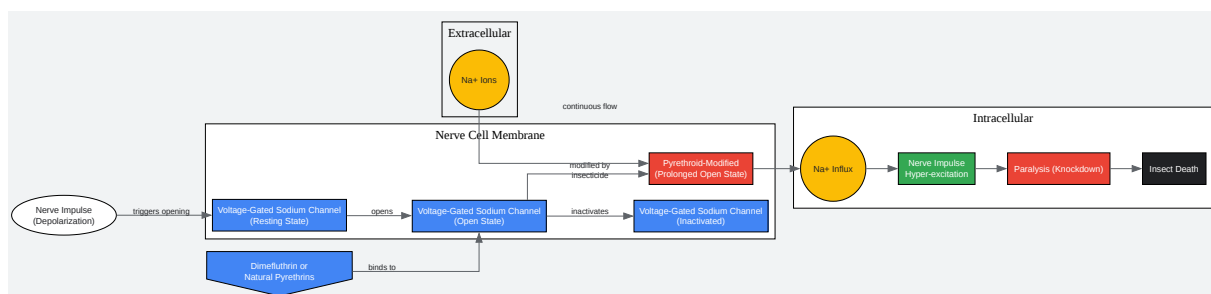 Extracellular
Na+ Ions
continuous flow
Nerve Cell Membrane
Intracellular
Pyrethroid-Modified
(Prolonged Open State)
modified by
insecticide
Na+ Influx
Nerve Impulse
Hyper-excitation
Paralysis (Knockdown)
Insect Death
Nerve Impulse
(Depolarization)
triggers opening
Voltage-Gated Sodium Channel
(Resting State)
opens
Voltage-Gated Sodium Channel
(Open State)
inactivates
Voltage-Gated Sodium Channel
(Inactivated)
Dimefluthrin or
Natural Pyrethrins
binds to